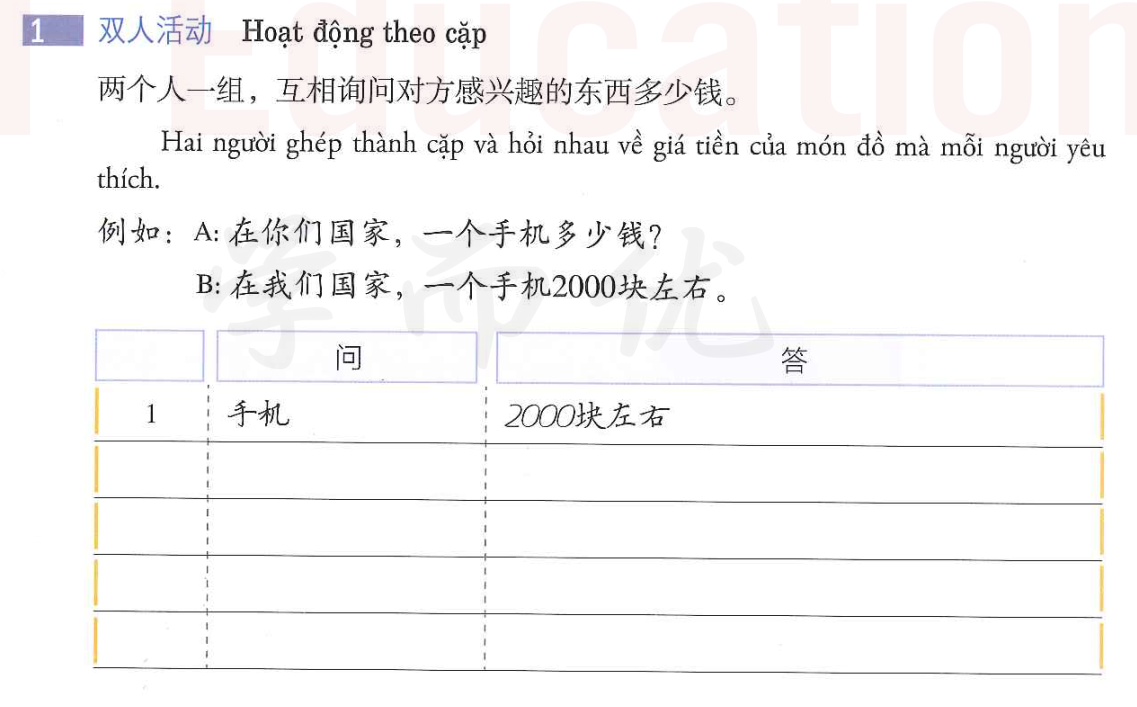 1 双人活动 Hoạt động theo cặp
两个人一组，互相询问对方感兴趣的东西多少钱。
Hai người ghép thành cặp và hỏi nhau về giá tiền của món đồ mà mỗi người yêu
thích.
例如：A: 在你们国家，一个手机多少钱？
B: 在我们国家，一个手机2000块左右。
问 答
1 手机 2000块左右
学而优
Education